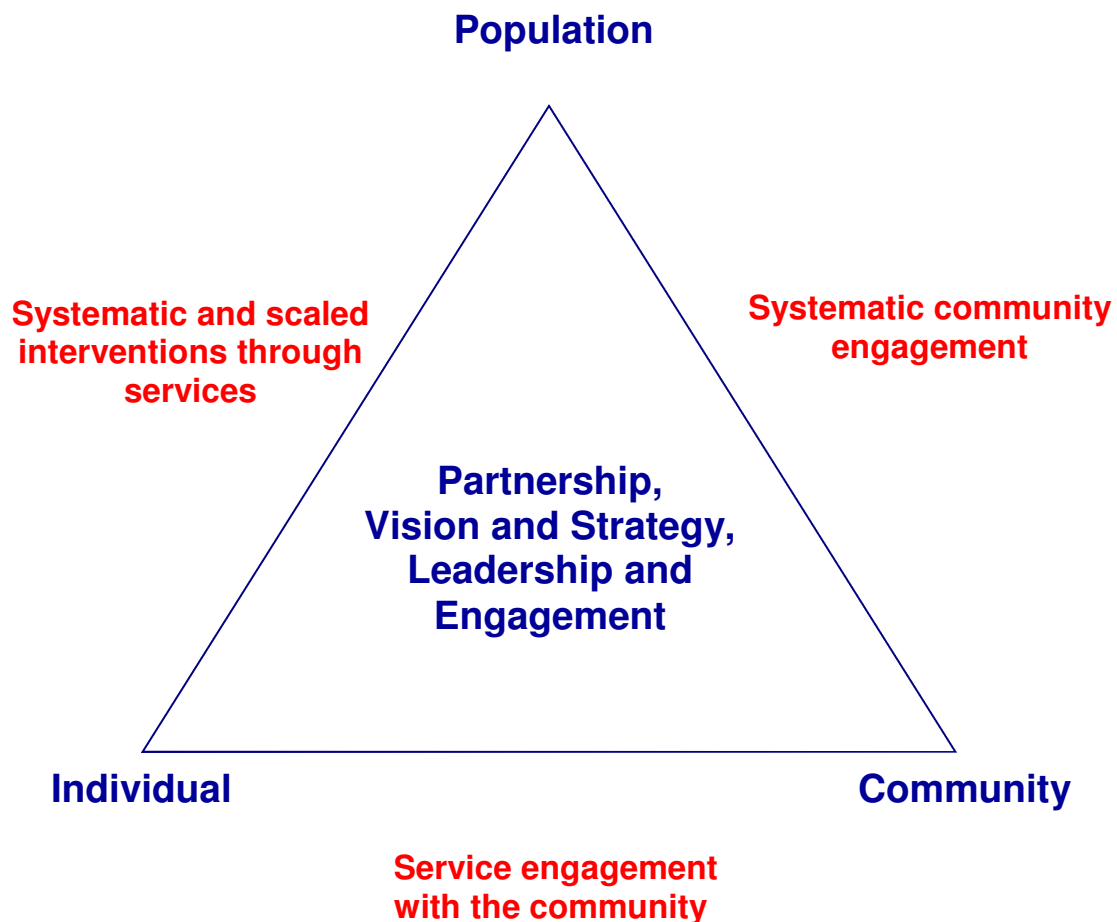 Population
Systematic and scaled
interventions through
services
Systematic community
engagement
Partnership,
Vision and Strategy,
Leadership and
Engagement
Individual
Community
Service engagement
with the community